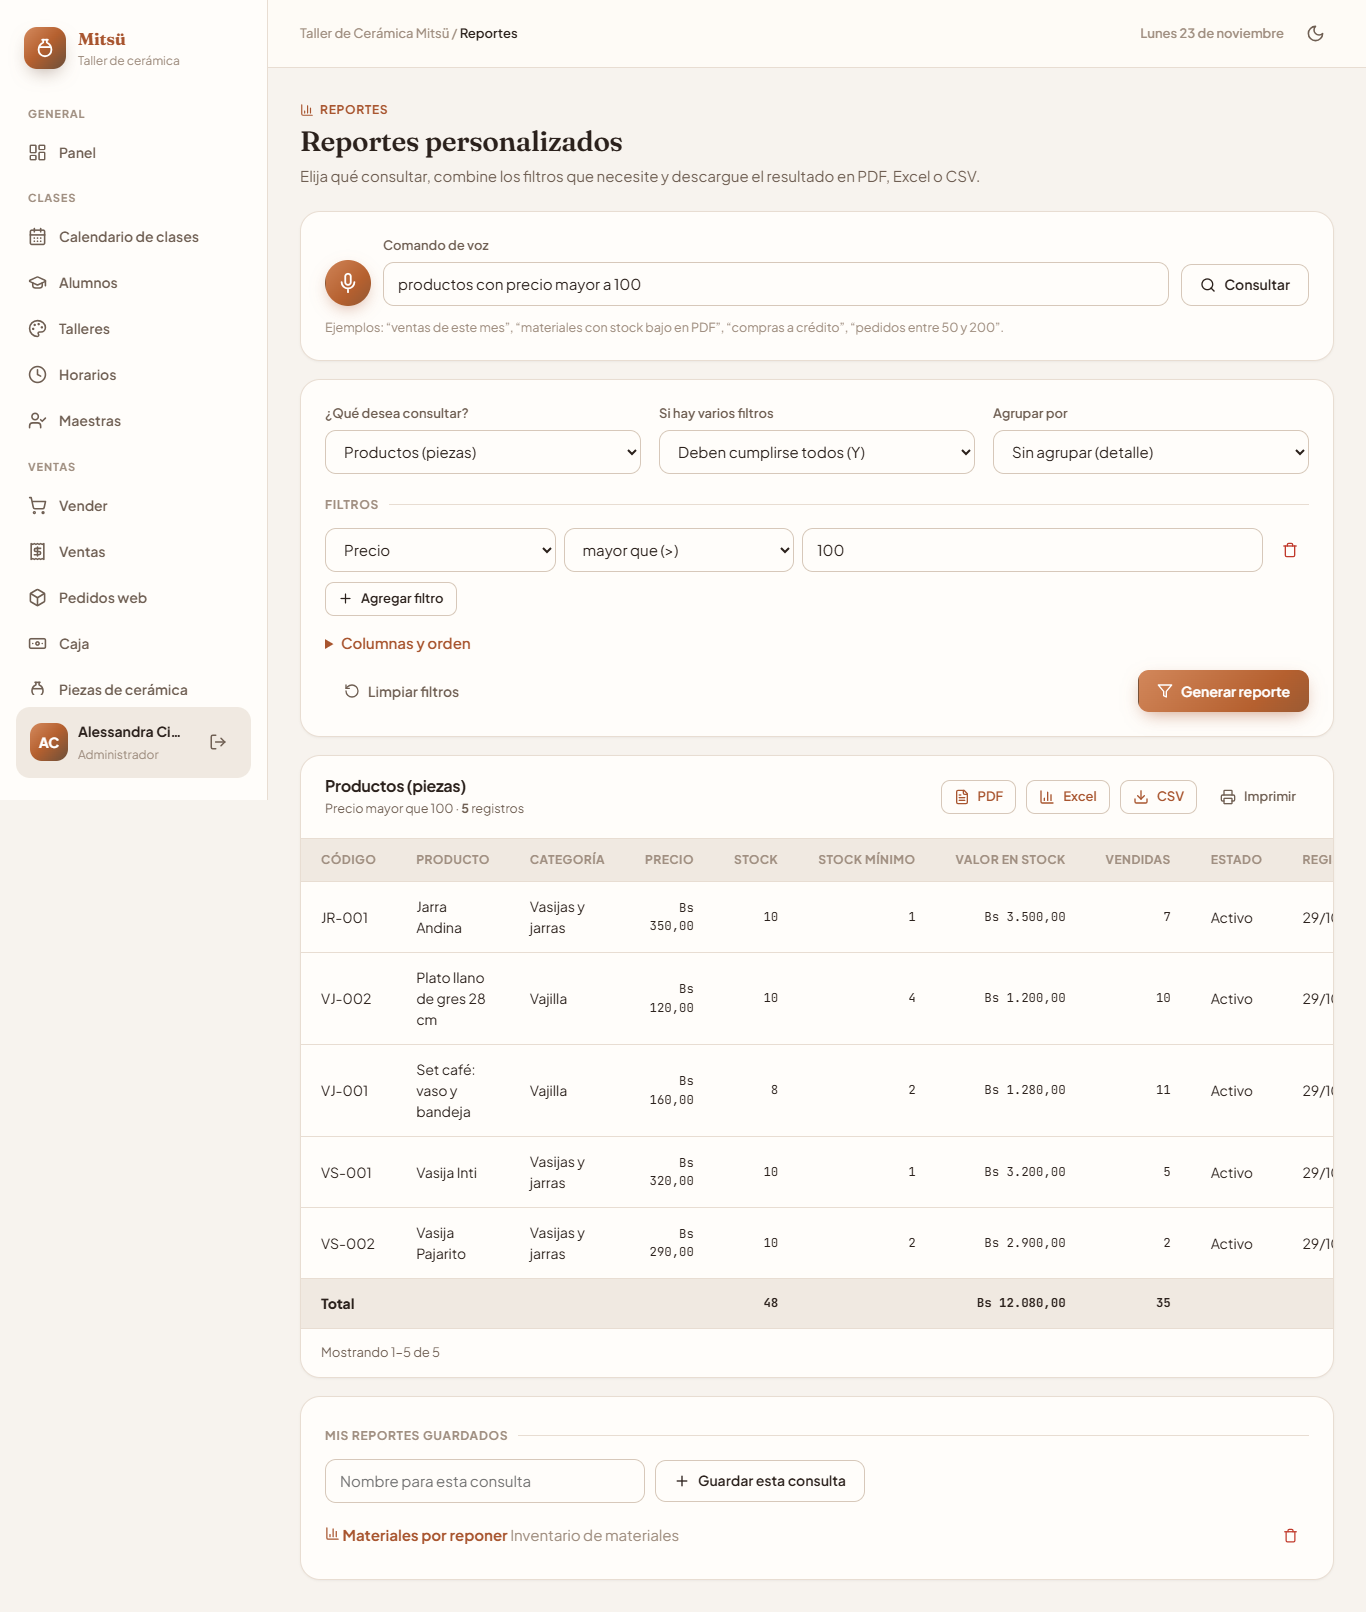 Mitsü
Taller de cerámica
GENERAL
Panel
CLASES
Calendario de clases
Alumnos
Talleres
Horarios
Maestras
VENTAS
Vender
Ventas
Pedidos web
Caja
Piezas de cerámica
AC
Alessandra Ci…
Administrador
Taller de Cerámica Mitsü / Reportes
Lunes 23 de noviembre
REPORTES
Reportes personalizados
Elija qué consultar, combine los filtros que necesite y descargue el resultado en PDF, Excel o CSV.
Comando de voz
productos con precio mayor a 100
Consultar
Ejemplos: “ventas de este mes”, “materiales con stock bajo en PDF”, “compras a crédito”, “pedidos entre 50 y 200”.
¿Qué desea consultar? Si hay varios filtros Agrupar por
Productos (piezas) Deben cumplirse todos (Y) Sin agrupar (detalle)
FILTROS
Precio mayor que (>) 100
Agregar filtro
Columnas y orden
Limpiar filtros
Generar reporte
Productos (piezas)
Precio mayor que 100 · 5 registros
PDF Excel CSV Imprimir
CÓDIGO PRODUCTO CATEGORÍA PRECIO STOCK STOCK MÍNIMO VALOR EN STOCK VENDIDAS ESTADO REGI
JR-001 Jarra Andina Vasijas y jarras Bs 350,00 10 1 Bs 3.500,00 7 Activo 29/10
VJ-002 Plato llano de gres 28 cm Vajilla Bs 120,00 10 4 Bs 1.200,00 10 Activo 29/10
VJ-001 Set café: vaso y bandeja Vajilla Bs 160,00 8 2 Bs 1.280,00 11 Activo 29/10
VS-001 Vasija Inti Vasijas y jarras Bs 320,00 10 1 Bs 3.200,00 5 Activo 29/10
VS-002 Vasija Pajarito Vasijas y jarras Bs 290,00 10 2 Bs 2.900,00 2 Activo 29/10
Total 48 Bs 12.080,00 35
Mostrando 1–5 de 5
MIS REPORTES GUARDADOS
Nombre para esta consulta
Guardar esta consulta
Materiales por reponer Inventario de materiales